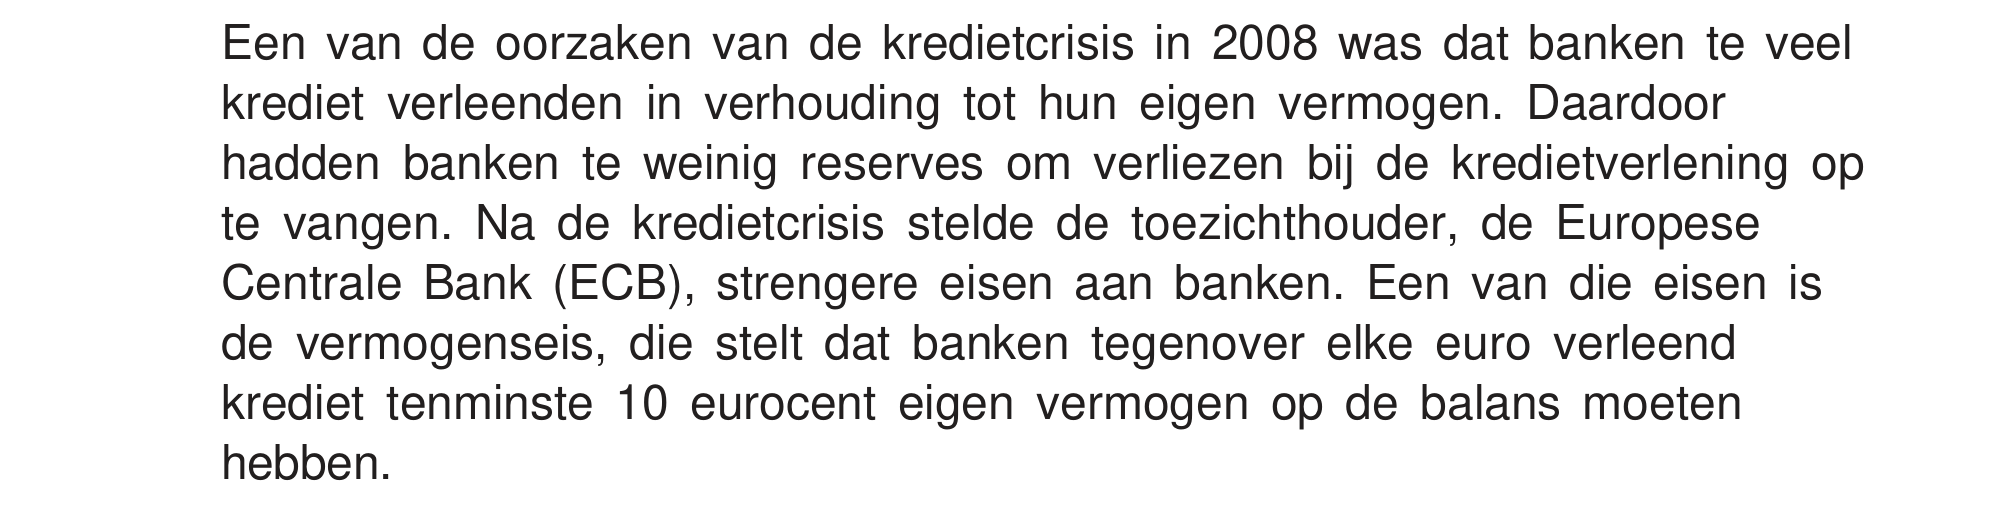 Een van de oorzaken van de kredietcrisis in 2008 was dat banken te veel
krediet verleenden in verhouding tot hun eigen vermogen. Daardoor
hadden banken te weinig reserves om verliezen bij de kredietverlening op
te vangen. Na de kredietcrisis stelde de toezichthouder, de Europese
Centrale Bank (ECB), strengere eisen aan banken. Een van die eisen is
de vermogenseis, die stelt dat banken tegenover elke euro verleend
krediet tenminste 10 eurocent eigen vermogen op de balans moeten
hebben.